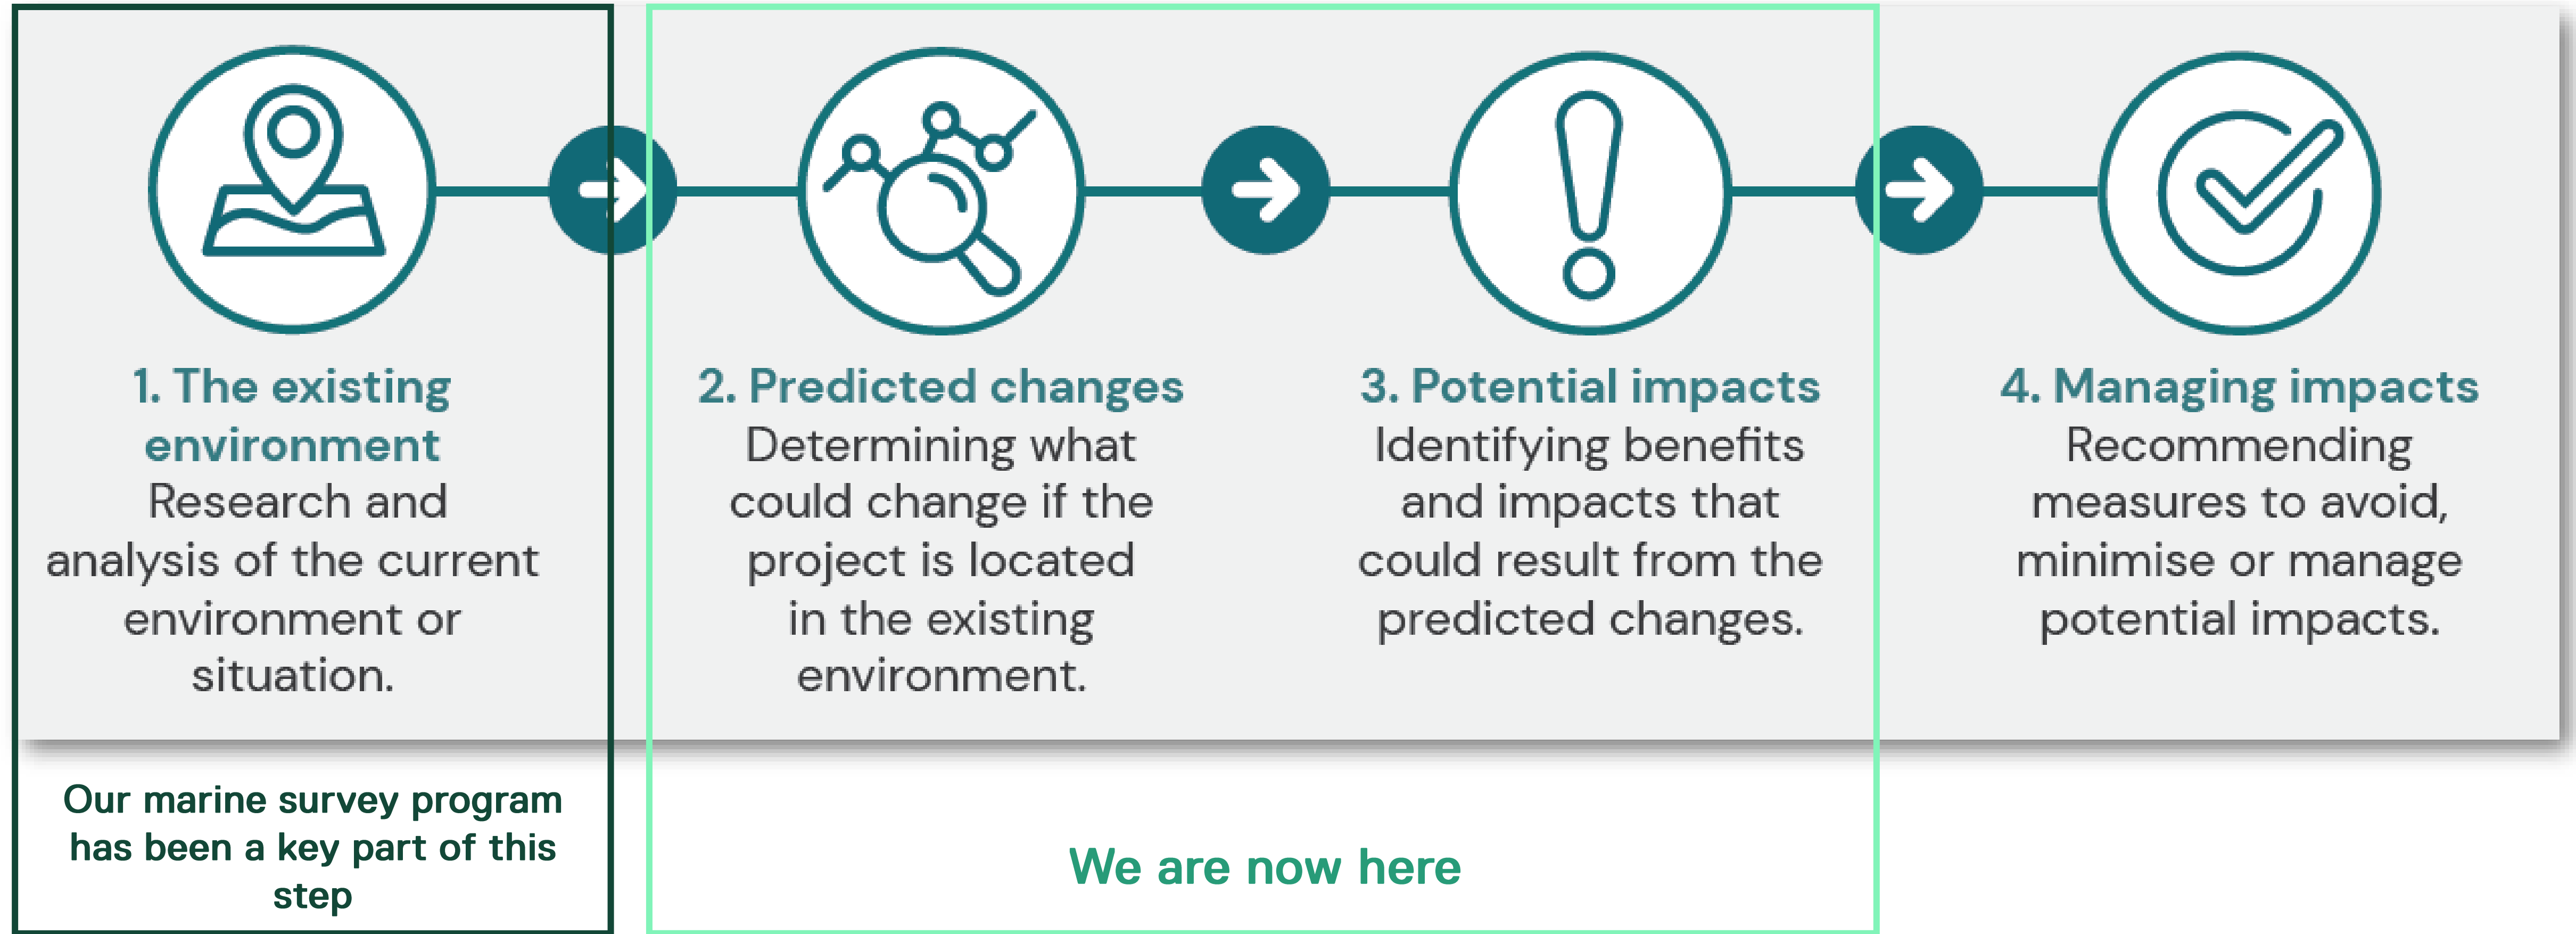 1. The existing
environment
Research and
analysis of the current
environment or
situation.
Our marine survey program
has been a key part of this
step
2. Predicted changes
Determining what
could change if the
project is located
in the existing
environment.
3. Potential impacts
Identifying benefits
and impacts that
could result from the
predicted changes.
We are now here
4. Managing impacts
Recommending
measures to avoid,
minimise or manage
potential impacts.